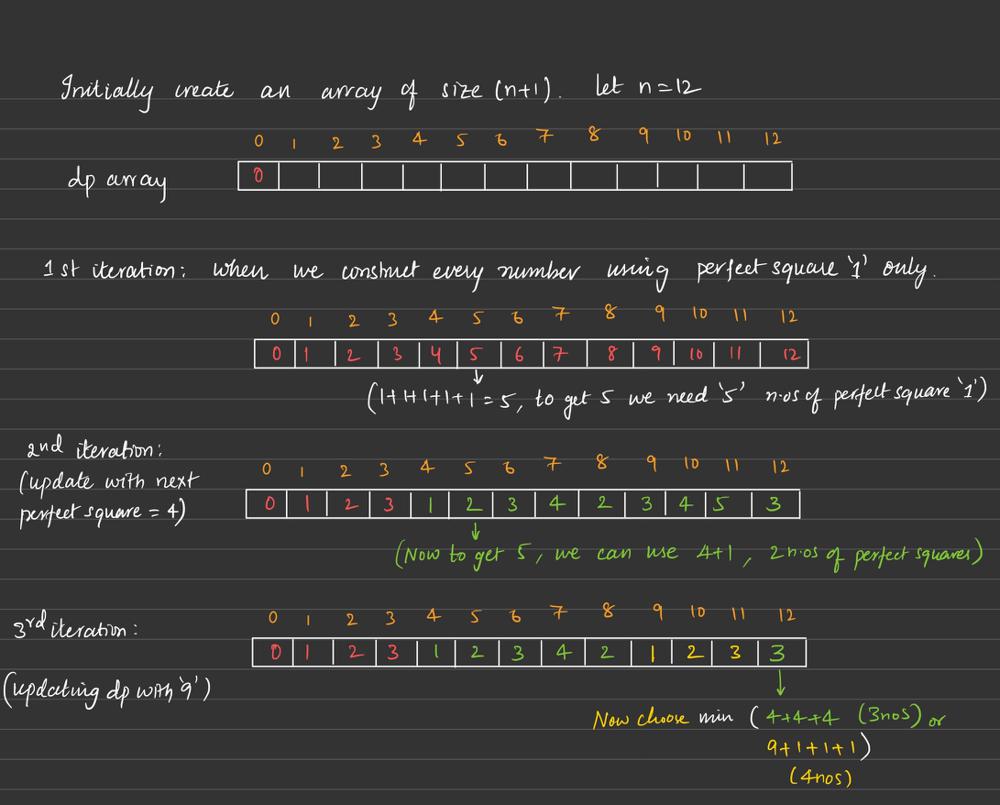 Initially create an array of size (n+1). let n=12
0 1 2 3 4 5 6 7 8 9 10 11 12
dp array 0
1st iteration: when we construct every number using perfect square '1' only.
0 1 2 3 4 5 6 7 8 9 10 11 12
0 1 2 3 4 5 6 7 8 9 10 11 12
(1+1+1+1+1=5, to get 5 we need '5' n.os of perfect square '1')
2nd iteration:
(update with next
perfect square = 4)
0 1 2 3 4 5 6 7 8 9 10 11 12
0 1 2 3 1 2 3 4 2 3 4 5 3
(Now to get 5, we can use 4+1, 2 n.os of perfect squares)
3rd iteration:
(updating dp with '9')
0 1 2 3 4 5 6 7 8 9 10 11 12
0 1 2 3 1 2 3 4 2 1 2 3 3
Now choose min (4+4+4 (3nos) or
9+1+1+1)
(4nos)